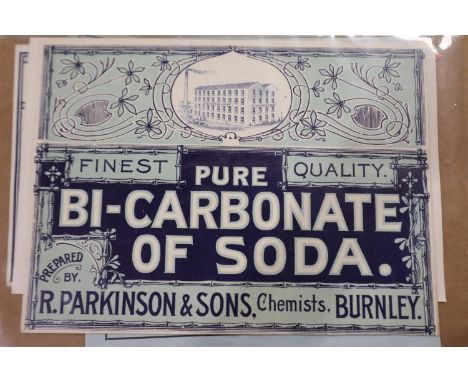 FINEST PURE QUALITY.
BI-CARBONATE
OF SODA.
PREPARED
BY.
R. PARKINSON & SONS, Chemists, BURNLEY.